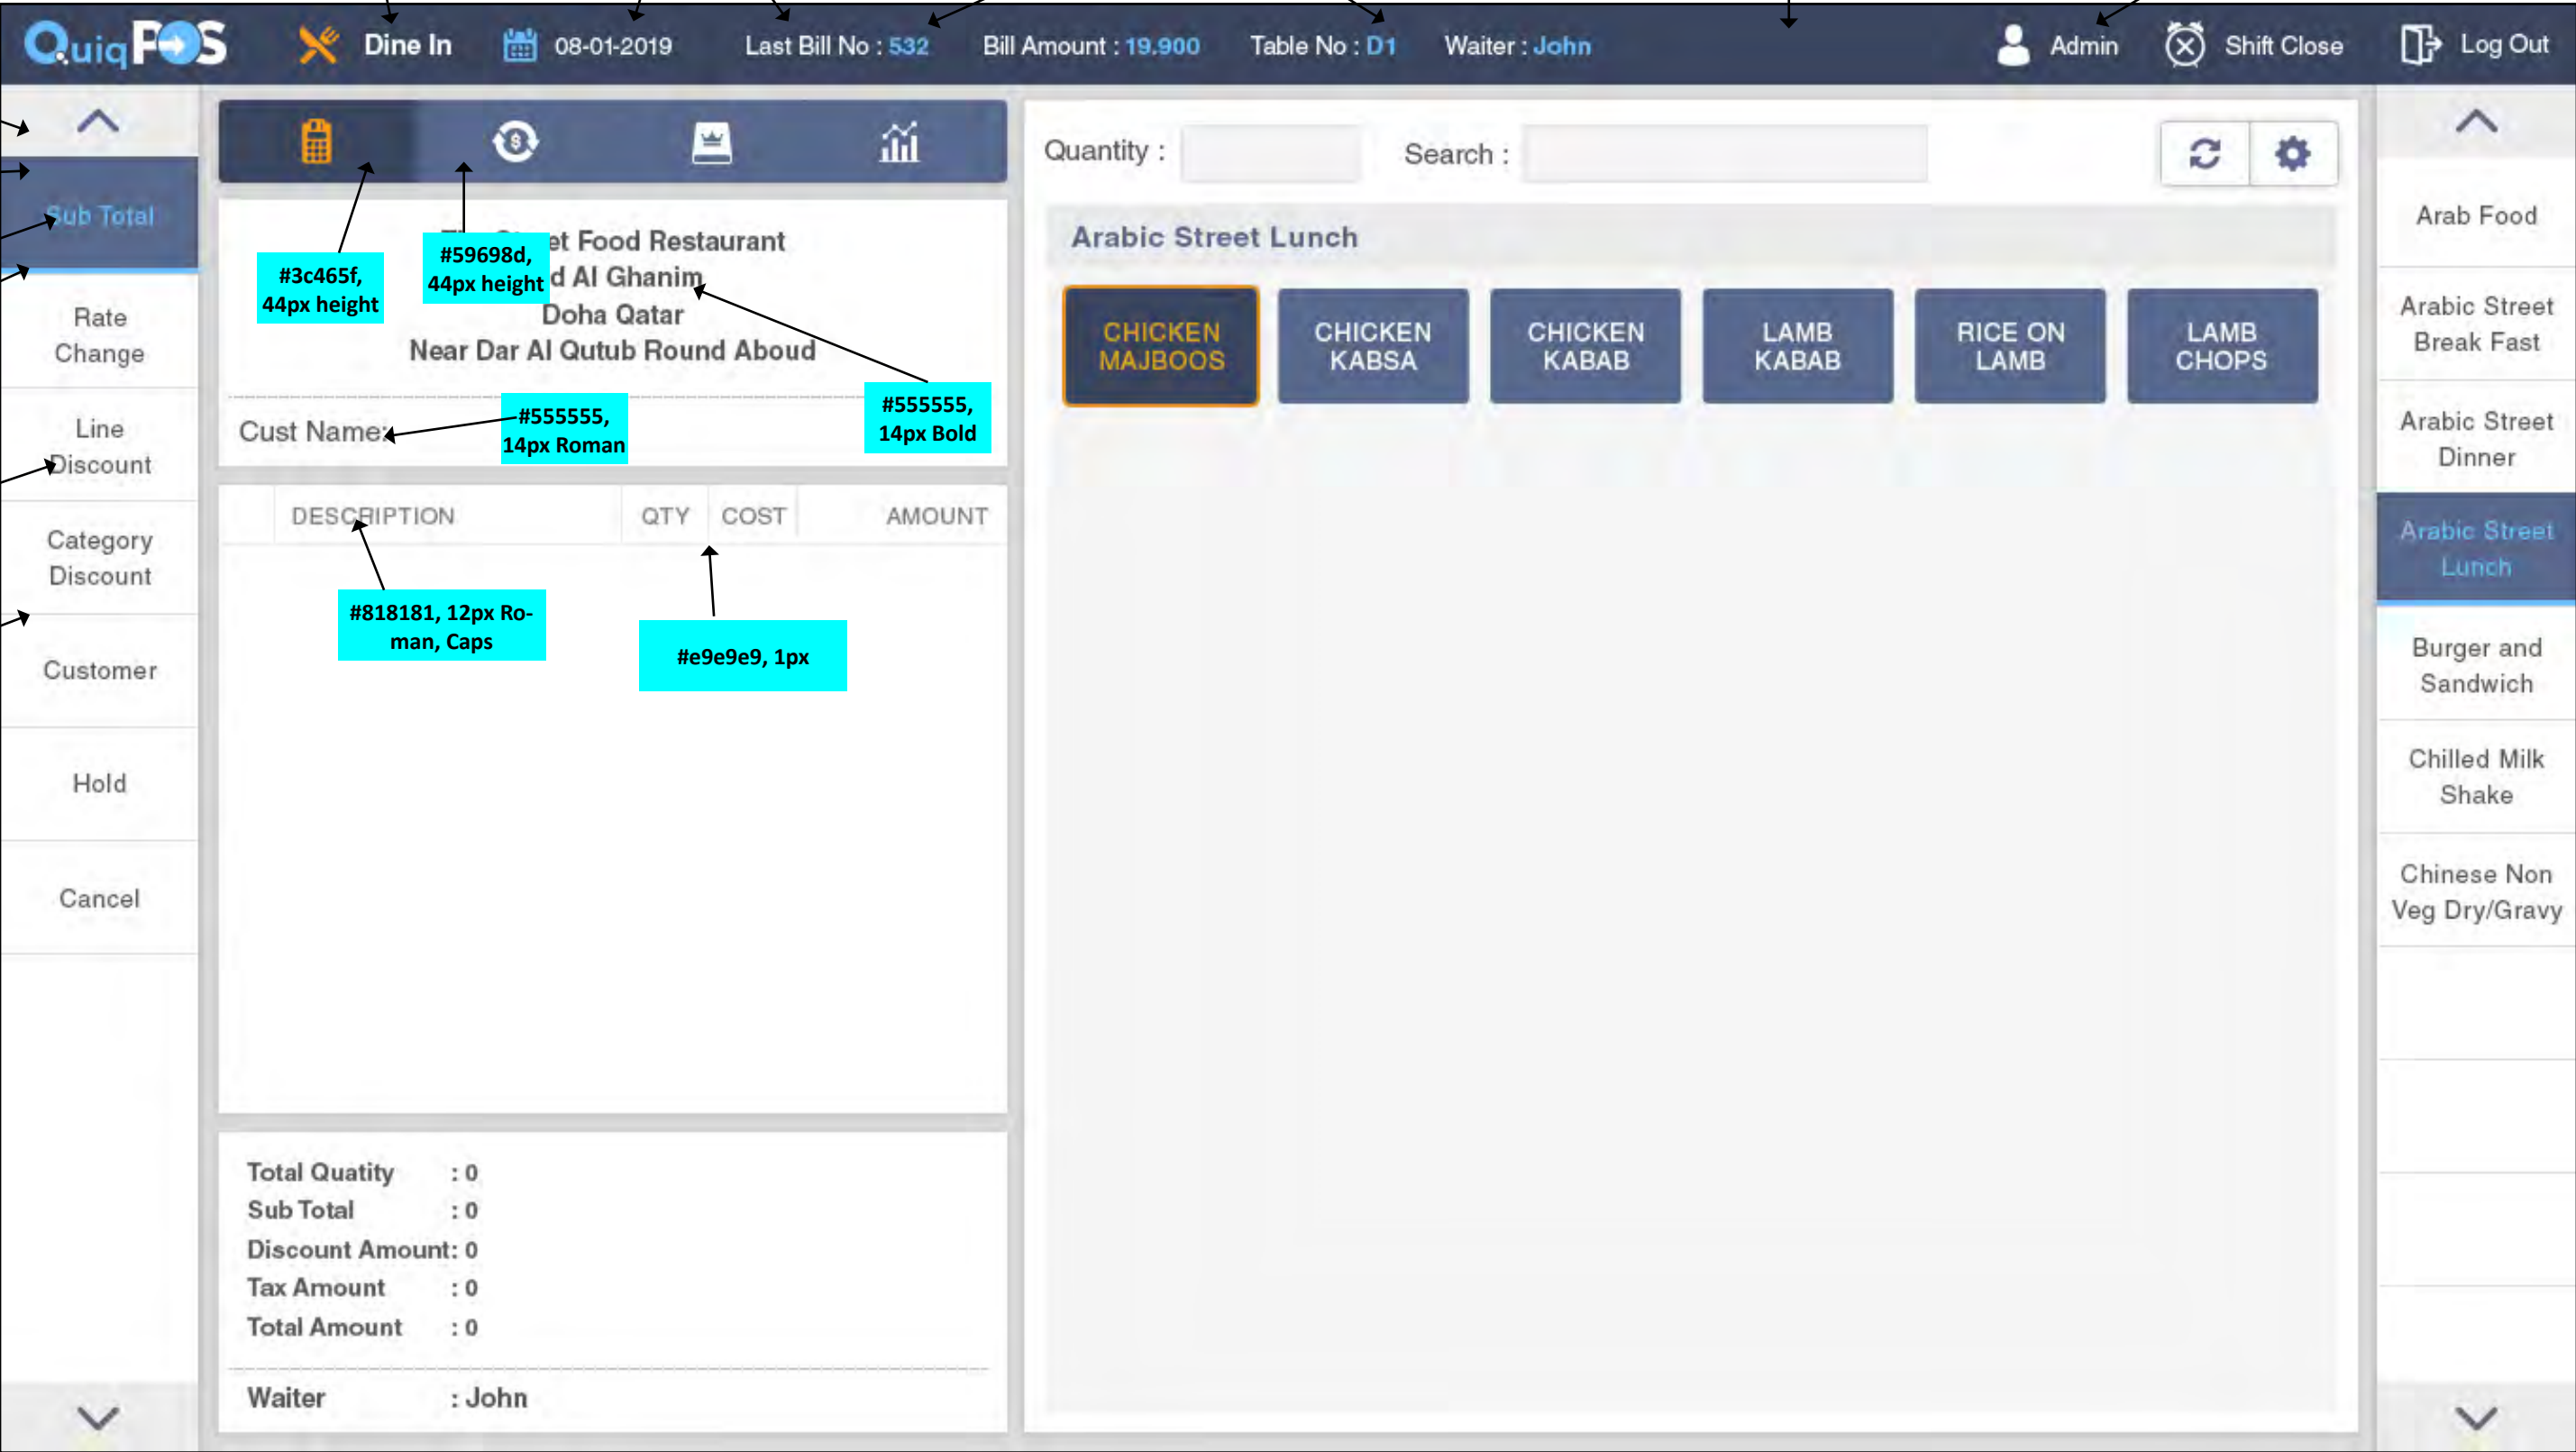 QuiqPOS
Dine In
08-01-2019
Last Bill No : 532
Bill Amount : 19.900
Table No : D1
Waiter : John
Admin
Shift Close
Log Out
Sub Total
Rate
Change
Line
Discount
Category
Discount
Customer
Hold
Cancel
et Food Restaurant
d Al Ghanim
Doha Qatar
Near Dar Al Qutub Round Aboud
#3c465f,
44px height
#59698d,
44px height
Cust Name:
#555555,
14px Roman
#555555,
14px Bold
DESCRIPTION QTY COST AMOUNT
#818181, 12px Ro-
man, Caps
#e9e9e9, 1px
Total Quatity : 0
Sub Total : 0
Discount Amount: 0
Tax Amount : 0
Total Amount : 0
Waiter : John
Quantity :
Search :
Arabic Street Lunch
CHICKEN
MAJBOOS
CHICKEN
KABSA
CHICKEN
KABAB
LAMB
KABAB
RICE ON
LAMB
LAMB
CHOPS
Arab Food
Arabic Street
Break Fast
Arabic Street
Dinner
Arabic Street
Lunch
Burger and
Sandwich
Chilled Milk
Shake
Chinese Non
Veg Dry/Gravy